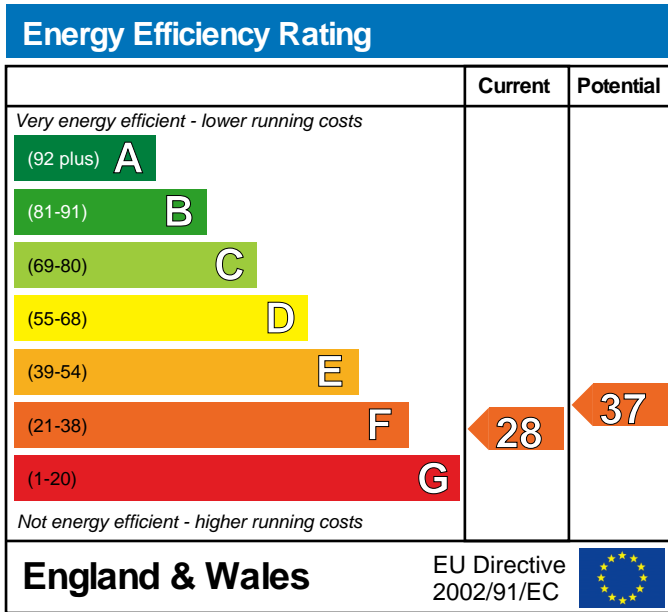 Energy Efficiency Rating
Current Potential
Very energy efficient - lower running costs
(92 plus) A
(81-91) B
(69-80) C
(55-68) D
(39-54) E
(21-38) F 28 37
(1-20) G
Not energy efficient - higher running costs
England & Wales
EU Directive
2002/91/EC